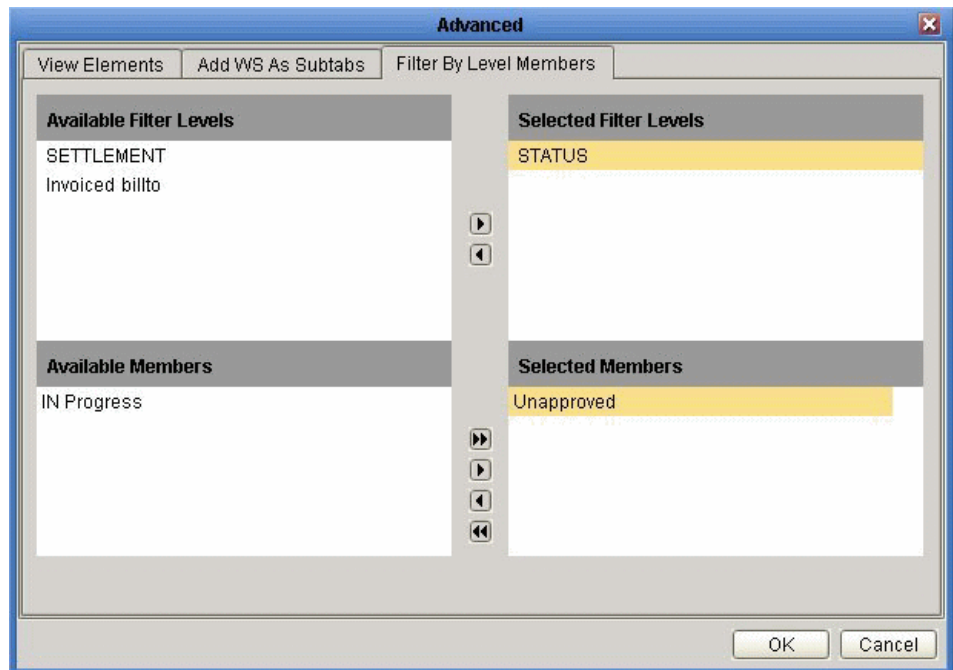 Advanced
View Elements Add WS As Subtabs Filter By Level Members
Available Filter Levels Selected Filter Levels
SETTLEMENT STATUS
Invoiced billto
Available Members Selected Members
IN Progress Unapproved
OK Cancel